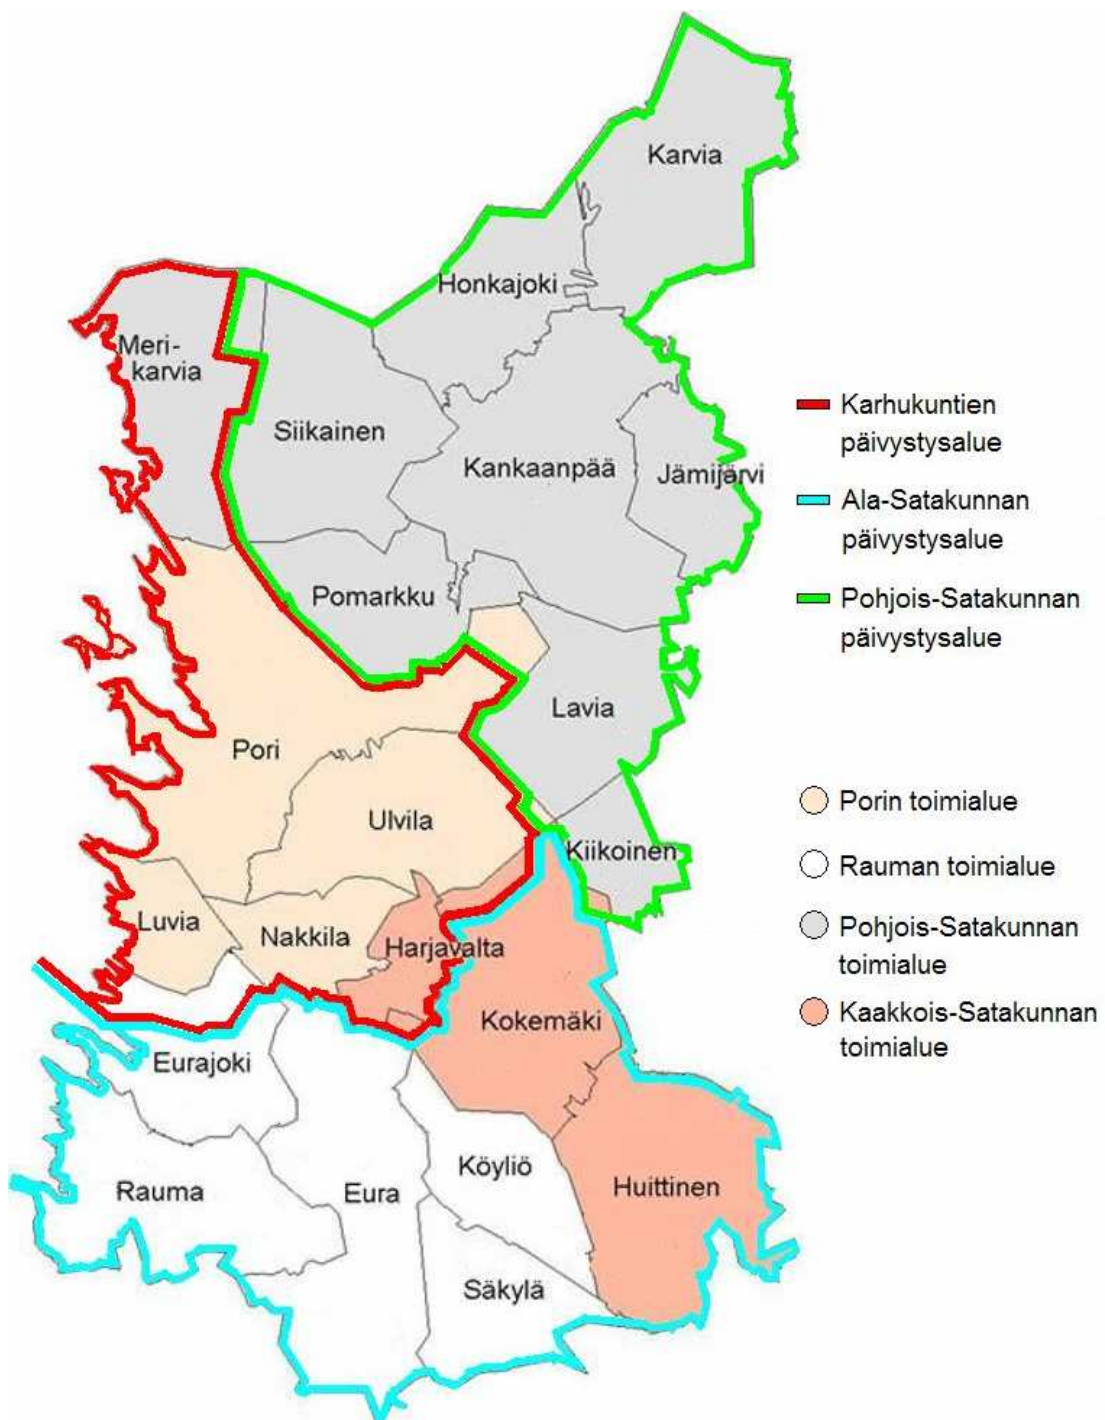 Karvia
Honkajoki
Meri-
karvia
Siikainen
Kankaanpää
Jämijärvi
Pomarkku
Lavia
Pori
Ulvila
Kiikoinen
Luvia
Nakkila
Harjavalta
Kokemäki
Eurajoki
Köyliö
Rauma
Eura
Huittinen
Säkylä
Karhukuntien
päivystysalue
Ala-Satakunnan
päivystysalue
Pohjois-Satakunnan
päivystysalue
Porin toimialue
Rauman toimialue
Pohjois-Satakunnan
toimialue
Kaakkois-Satakunnan
toimialue